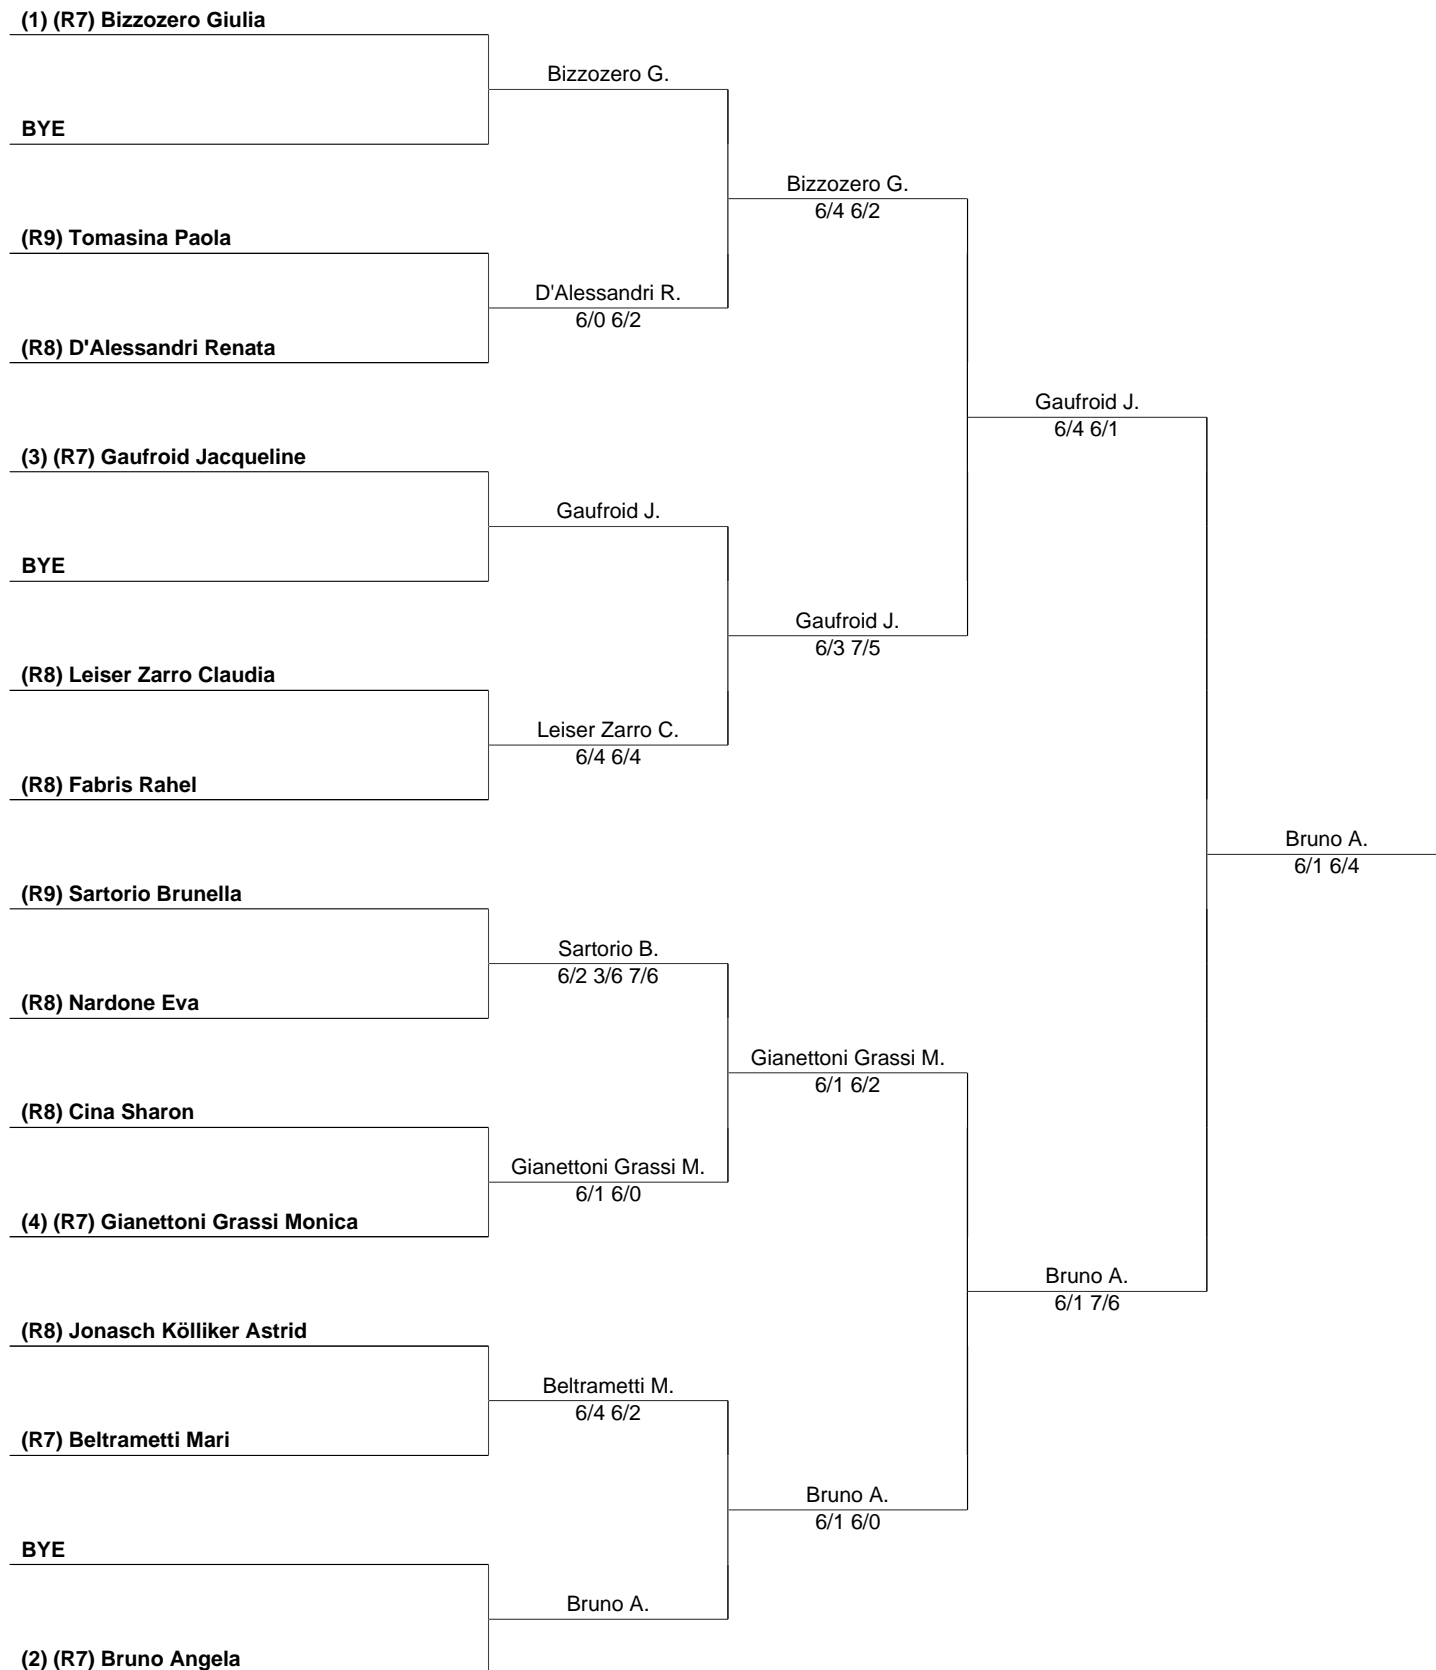 (1) (R7) Bizzozero Giulia
Bizzozero G.
BYE
Bizzozero G.
6/4 6/2
(R9) Tomasina Paola
D'Alessandri R.
6/0 6/2
(R8) D'Alessandri Renata
Gaufroid J.
6/4 6/1
(3) (R7) Gaufroid Jacqueline
Gaufroid J.
BYE
Gaufroid J.
6/3 7/5
(R8) Leiser Zarro Claudia
Leiser Zarro C.
6/4 6/4
(R8) Fabris Rahel
Bruno A.
6/1 6/4
(R9) Sartorio Brunella
Sartorio B.
6/2 3/6 7/6
(R8) Nardone Eva
Gianettoni Grassi M.
6/1 6/2
(R8) Cina Sharon
Gianettoni Grassi M.
6/1 6/0
(4) (R7) Gianettoni Grassi Monica
Bruno A.
6/1 7/6
(R8) Jonasch Kölliker Astrid
Beltrametti M.
6/4 6/2
(R7) Beltrametti Mari
Bruno A.
6/1 6/0
BYE
Bruno A.
(2) (R7) Bruno Angela